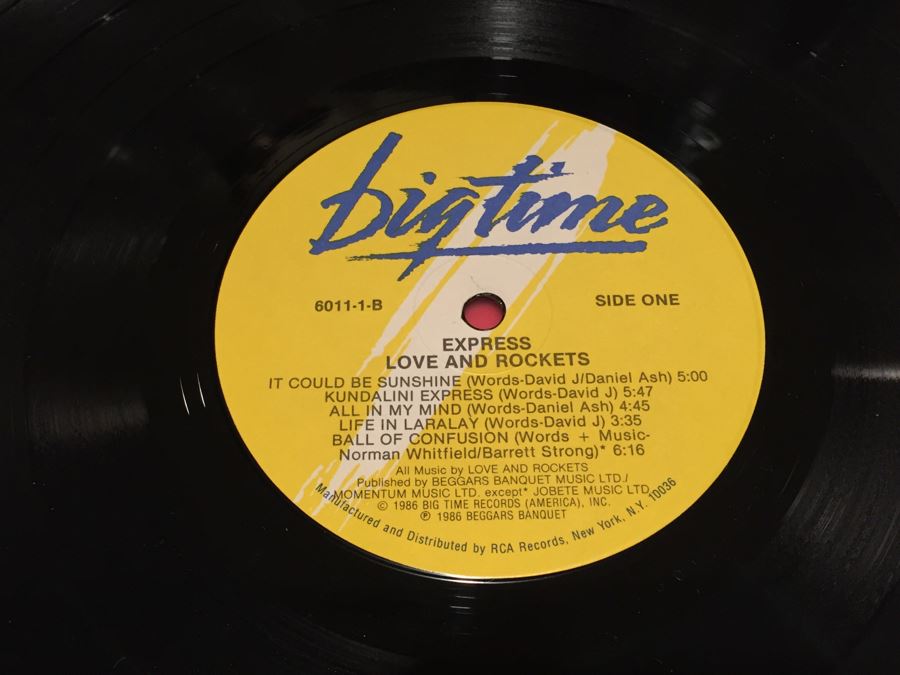 bigtime
6011-1-B SIDE ONE
EXPRESS
LOVE AND ROCKETS
IT COULD BE SUNSHINE (Words-David J/Daniel Ash) 5:00
KUNDALINI EXPRESS (Words-David J) 5:47
ALL IN MY MIND (Words-Daniel Ash) 4:45
LIFE IN LARALAY (Words-David J) 3:35
BALL OF CONFUSION (Words + Music-
Norman Whitfield/Barrett Strong)* 6:16
All Music by LOVE AND ROCKETS
Published by BEGGARS BANQUET MUSIC LTD./
MOMENTUM MUSIC LTD. except* JOBETE MUSIC LTD.
© 1986 BIG TIME RECORDS (AMERICA), INC.
℗ 1986 BEGGARS BANQUET
Manufactured and Distributed by RCA Records, New York, N.Y. 10036